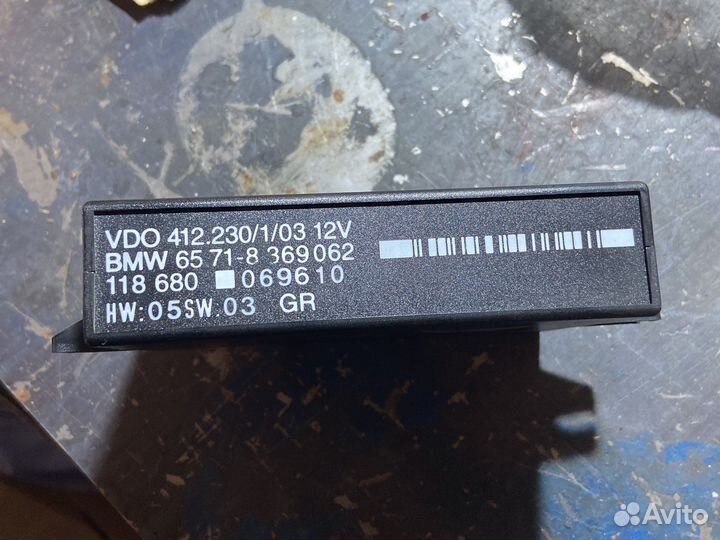 VDO 412.230/1/03 12V
BMW 65 71-8 369 062
118 680 069610
HW:05SW.03 GR
Avito